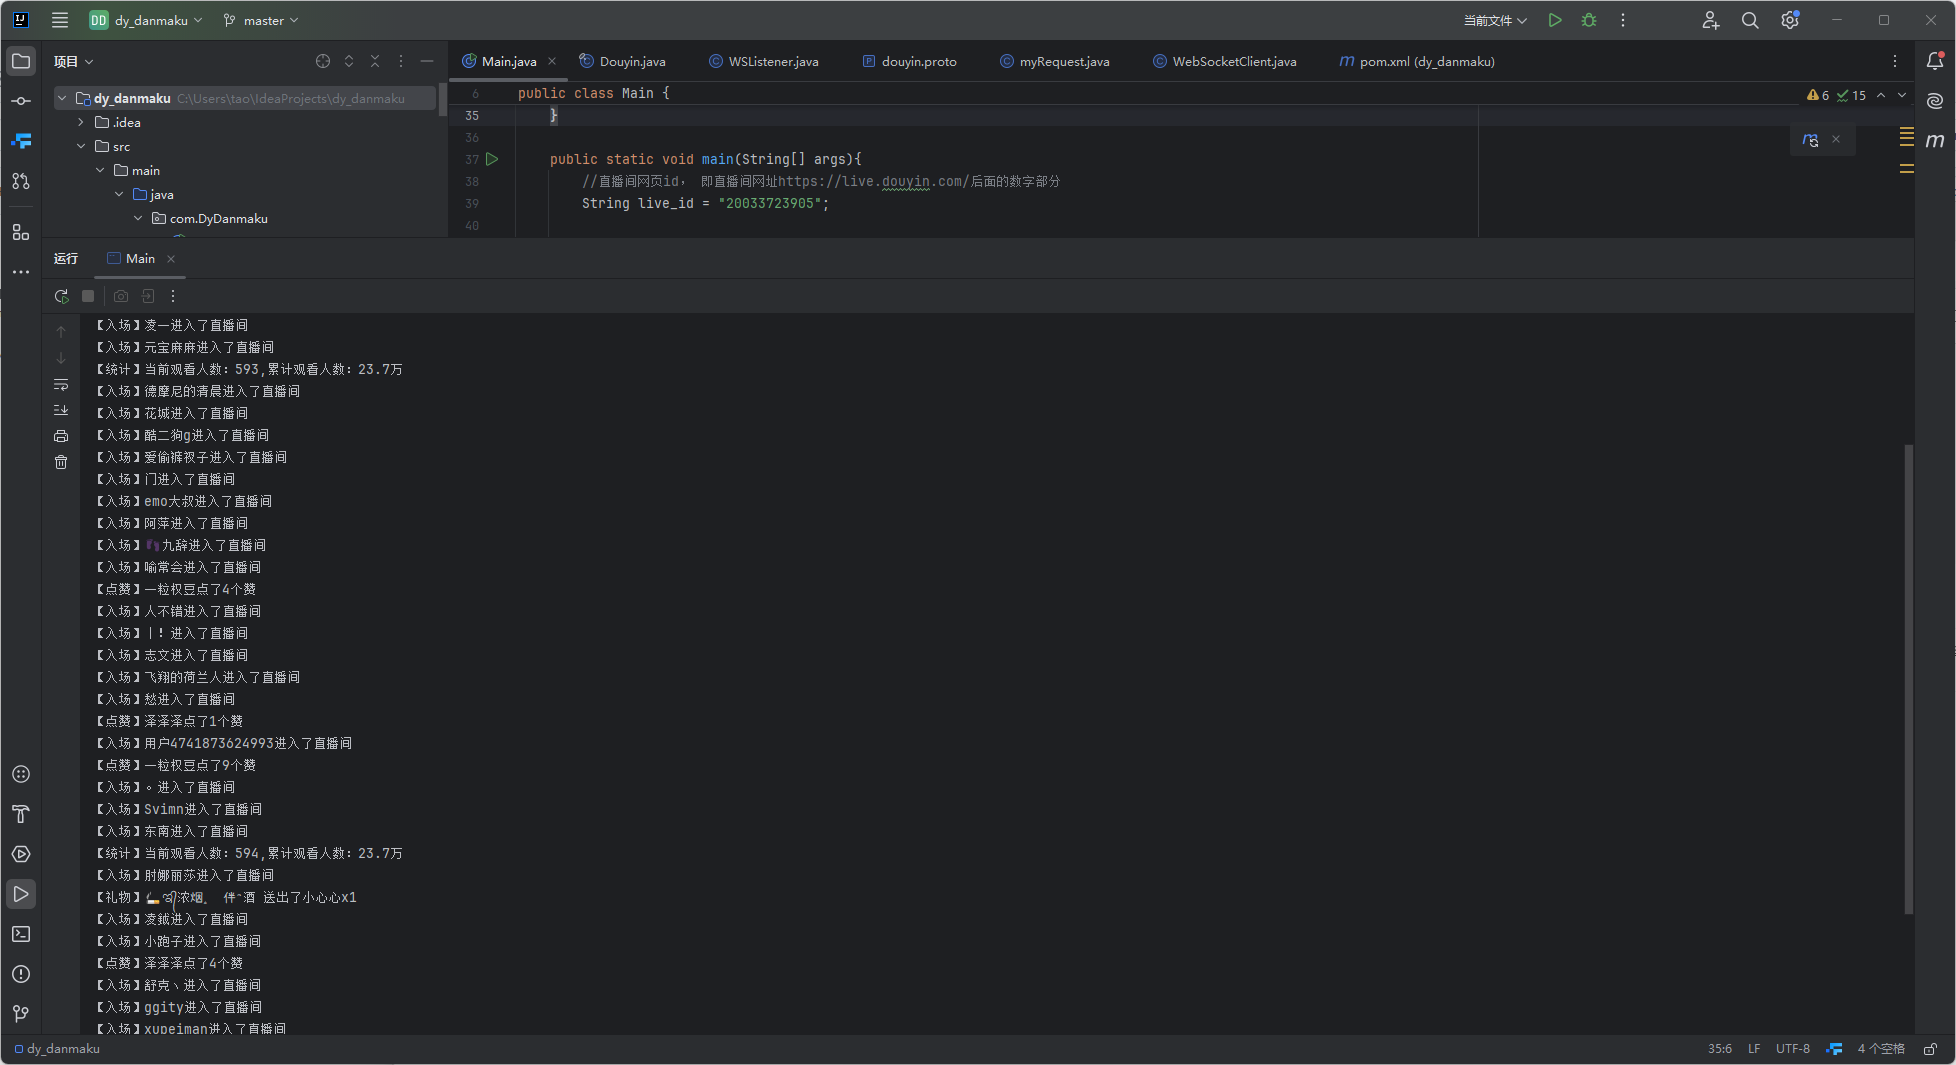 DD dy_danmaku master 当前文件
项目
Main.java Douyin.java WSListener.java douyin.proto myRequest.java WebSocketClient.java pom.xml (dy_danmaku)
dy_danmaku C:\Users\tao\IdeaProjects\dy_danmaku
.idea
src
main
java
com.DyDanmaku
6 public class Main {
6 15
35 }
36
37 public static void main(String[] args){
38 //直播间网页id， 即直播间网址https://live.douyin.com/后面的数字部分
39 String live_id = "20033723905";
40
运行 Main
【入场】凌一进入了直播间
【入场】元宝麻麻进入了直播间
【统计】当前观看人数: 593,累计观看人数: 23.7万
【入场】德摩尼的清晨进入了直播间
【入场】花城进入了直播间
【入场】酷二狗g进入了直播间
【入场】爱偷裤衩子进入了直播间
【入场】门进入了直播间
【入场】emo大叔进入了直播间
【入场】阿萍进入了直播间
【入场】👣九辞进入了直播间
【入场】喻常会进入了直播间
【点赞】一粒权豆点了4个赞
【入场】人不错进入了直播间
【入场】丨! 进入了直播间
【入场】志文进入了直播间
【入场】飞翔的荷兰人进入了直播间
【入场】愁进入了直播间
【点赞】泽泽泽点了1个赞
【入场】用户4741873624993进入了直播间
【点赞】一粒权豆点了9个赞
【入场】。进入了直播间
【入场】Svimn进入了直播间
【入场】东南进入了直播间
【统计】当前观看人数: 594,累计观看人数: 23.7万
【入场】肘娜丽莎进入了直播间
【礼物】浓烟 伴 酒 送出了小心心x1
【入场】凌鉞进入了直播间
【入场】小跑子进入了直播间
【点赞】泽泽泽点了4个赞
【入场】舒克丶进入了直播间
【入场】ggity进入了直播间
【入场】xupeiman进入了直播间
dy_danmaku 35:6 LF UTF-8 4 个空格